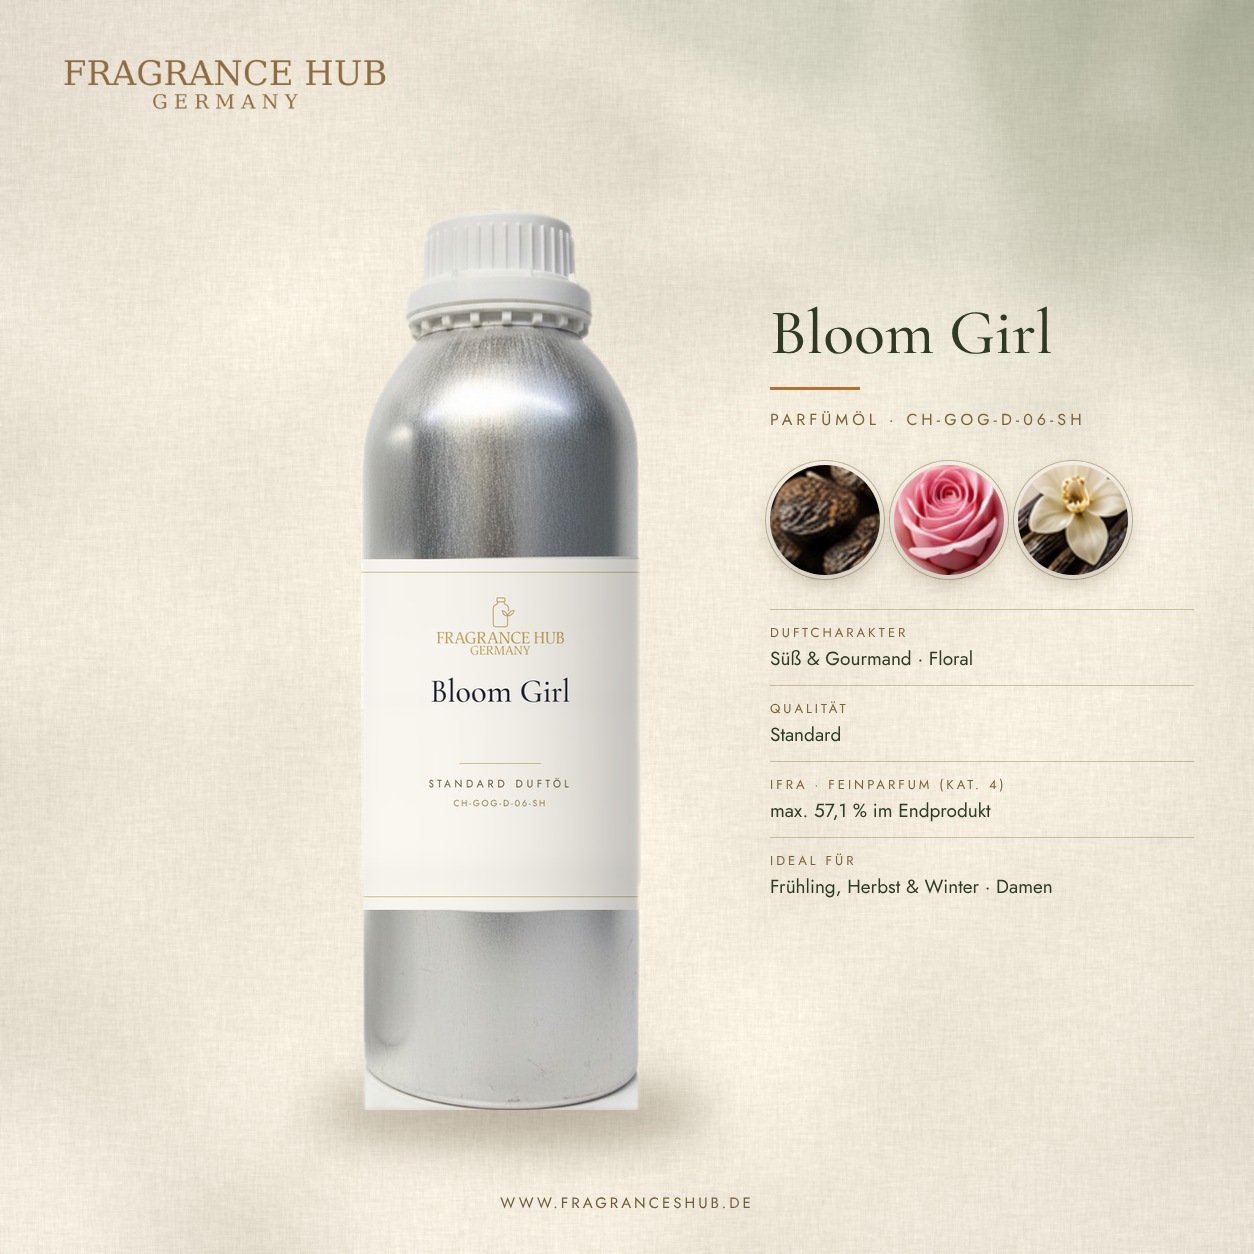 FRAGRANCE HUB
GERMANY
Bloom Girl
PARFÜMÖL · CH-GOG-D-06-SH
DUFTCHARAKTER
Süß & Gourmand · Floral
QUALITÄT
Standard
IFRA · FEINPARFUM (KAT. 4)
max. 57,1 % im Endprodukt
IDEAL FÜR
Frühling, Herbst & Winter · Damen
FRAGRANCE HUB
GERMANY
Bloom Girl
STANDARD DUFTÖL
CH-GOG-D-06-SH
WWW.FRAGRANCESHUB.DE